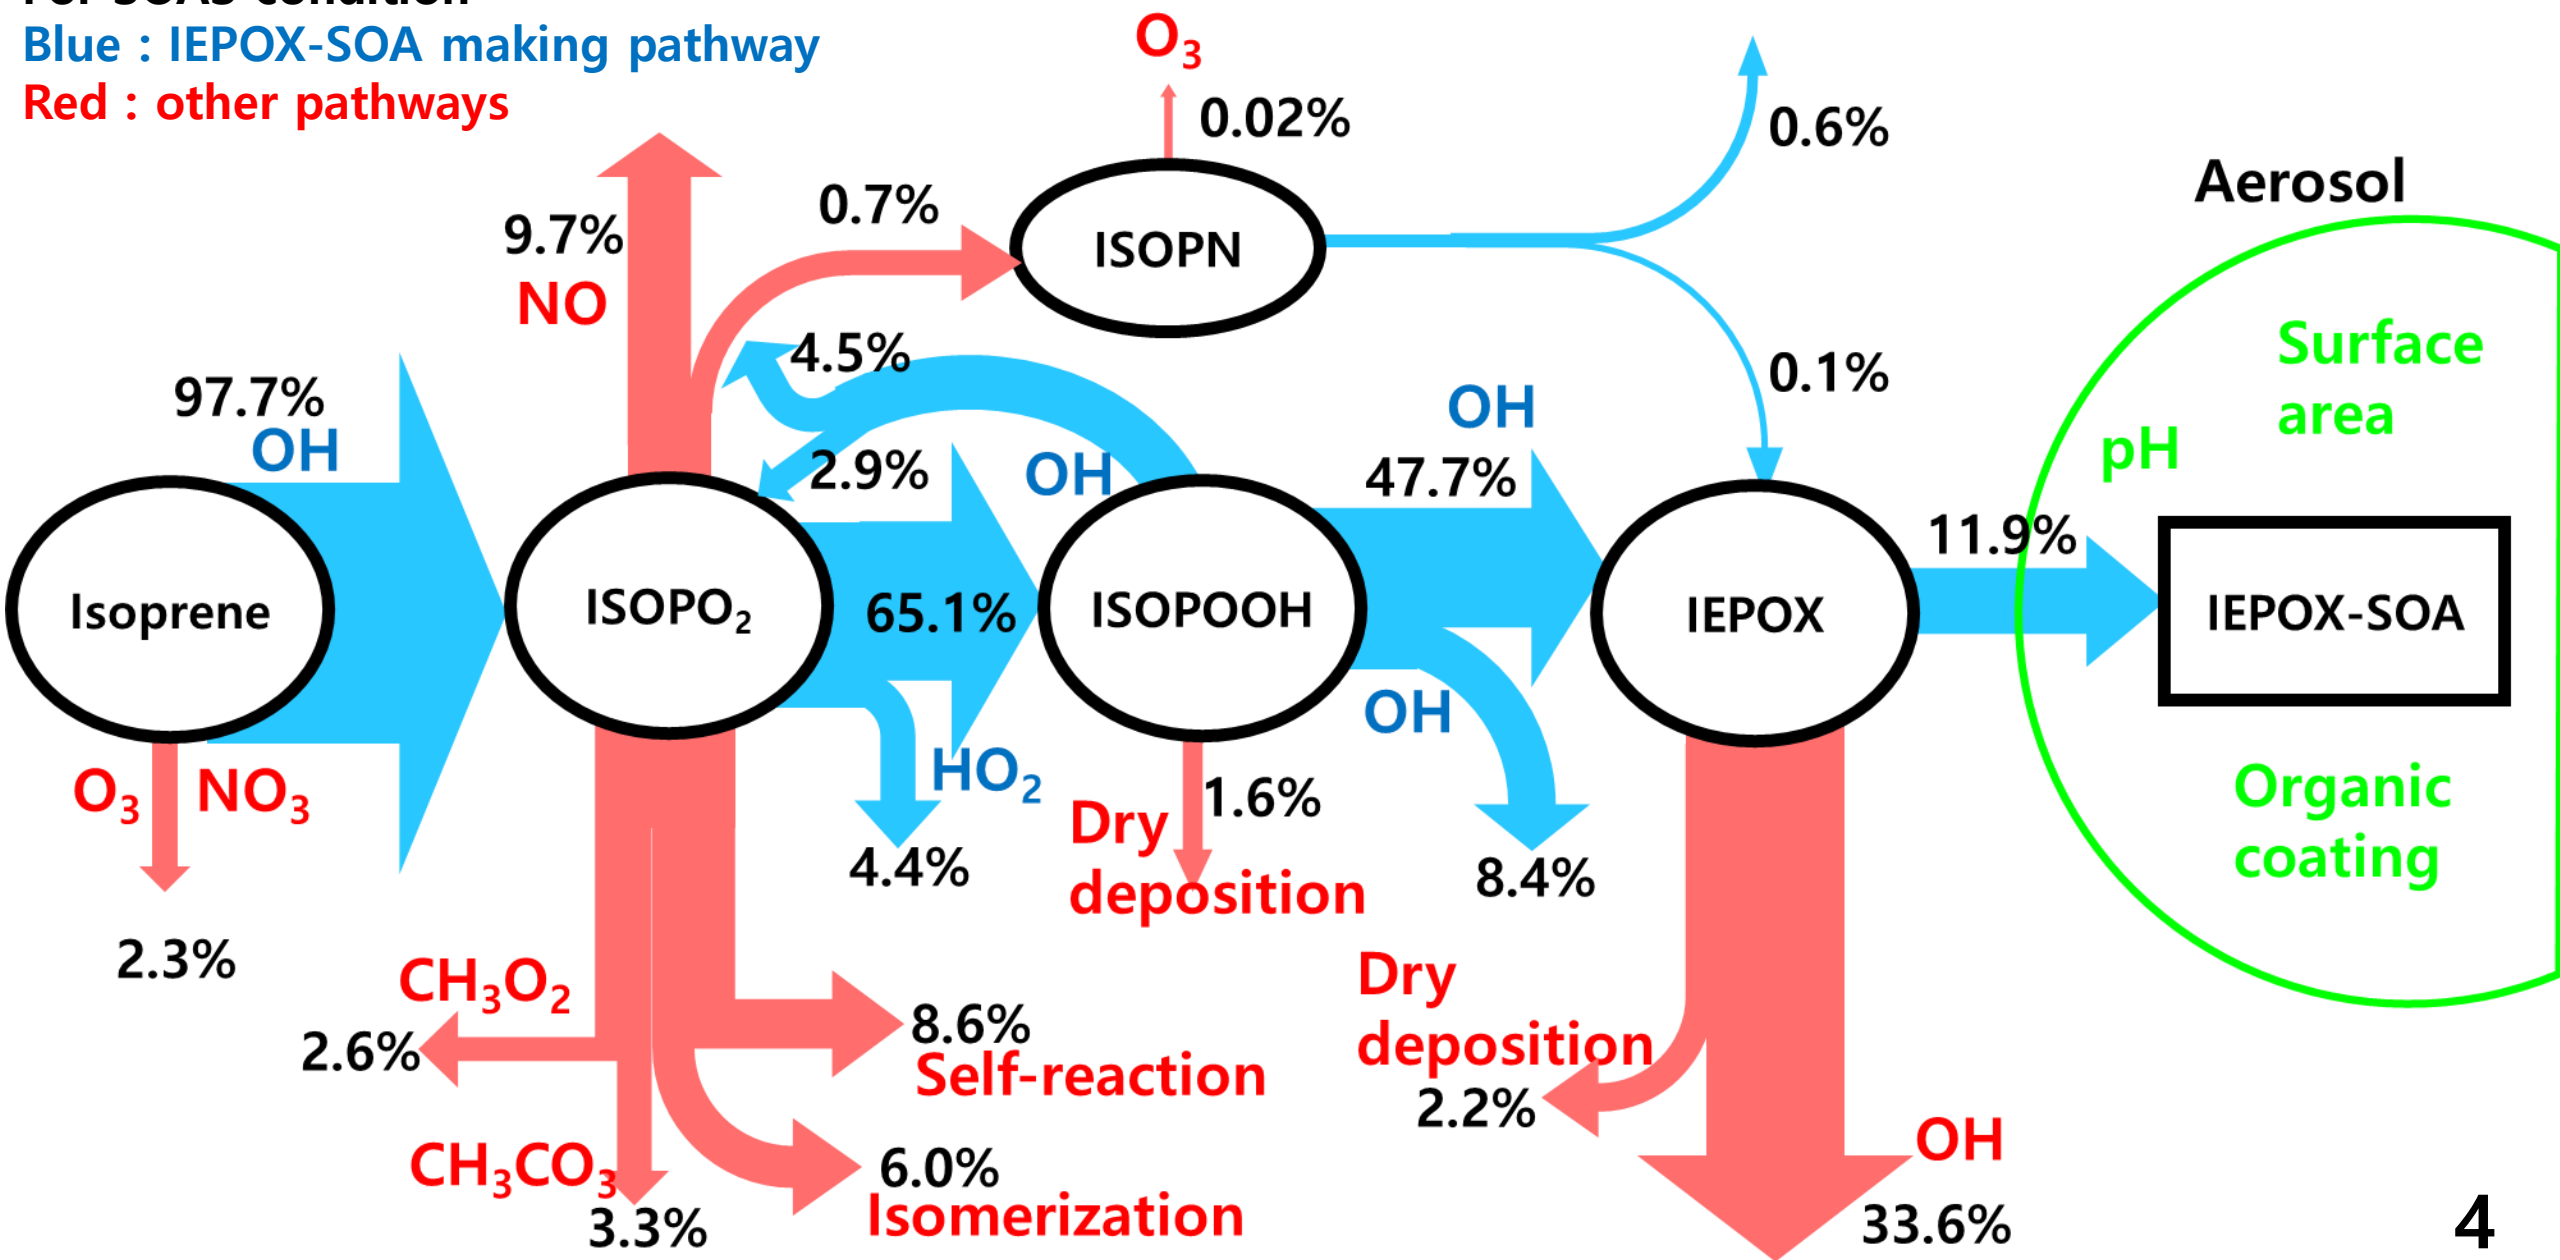 For SOAS condition
Blue : IEPOX-SOA making pathway
Red : other pathways
O₃
0.02%
0.6%
9.7%
NO
0.7%
ISOPN
Aerosol
4.5%
0.1%
97.7%
OH
2.9%
OH
OH
47.7%
Surface
area
pH
11.9%
Isoprene
ISOPO₂
65.1%
ISOPOOH
IEPOX
IEPOX-SOA
O₃
NO₃
HO₂
4.4%
Dry
deposition
1.6%
OH
8.4%
Organic
coating
2.3%
CH₃O₂
2.6%
8.6%
Self-reaction
Dry
deposition
2.2%
CH₃CO₃
3.3%
6.0%
Isomerization
OH
33.6%
4